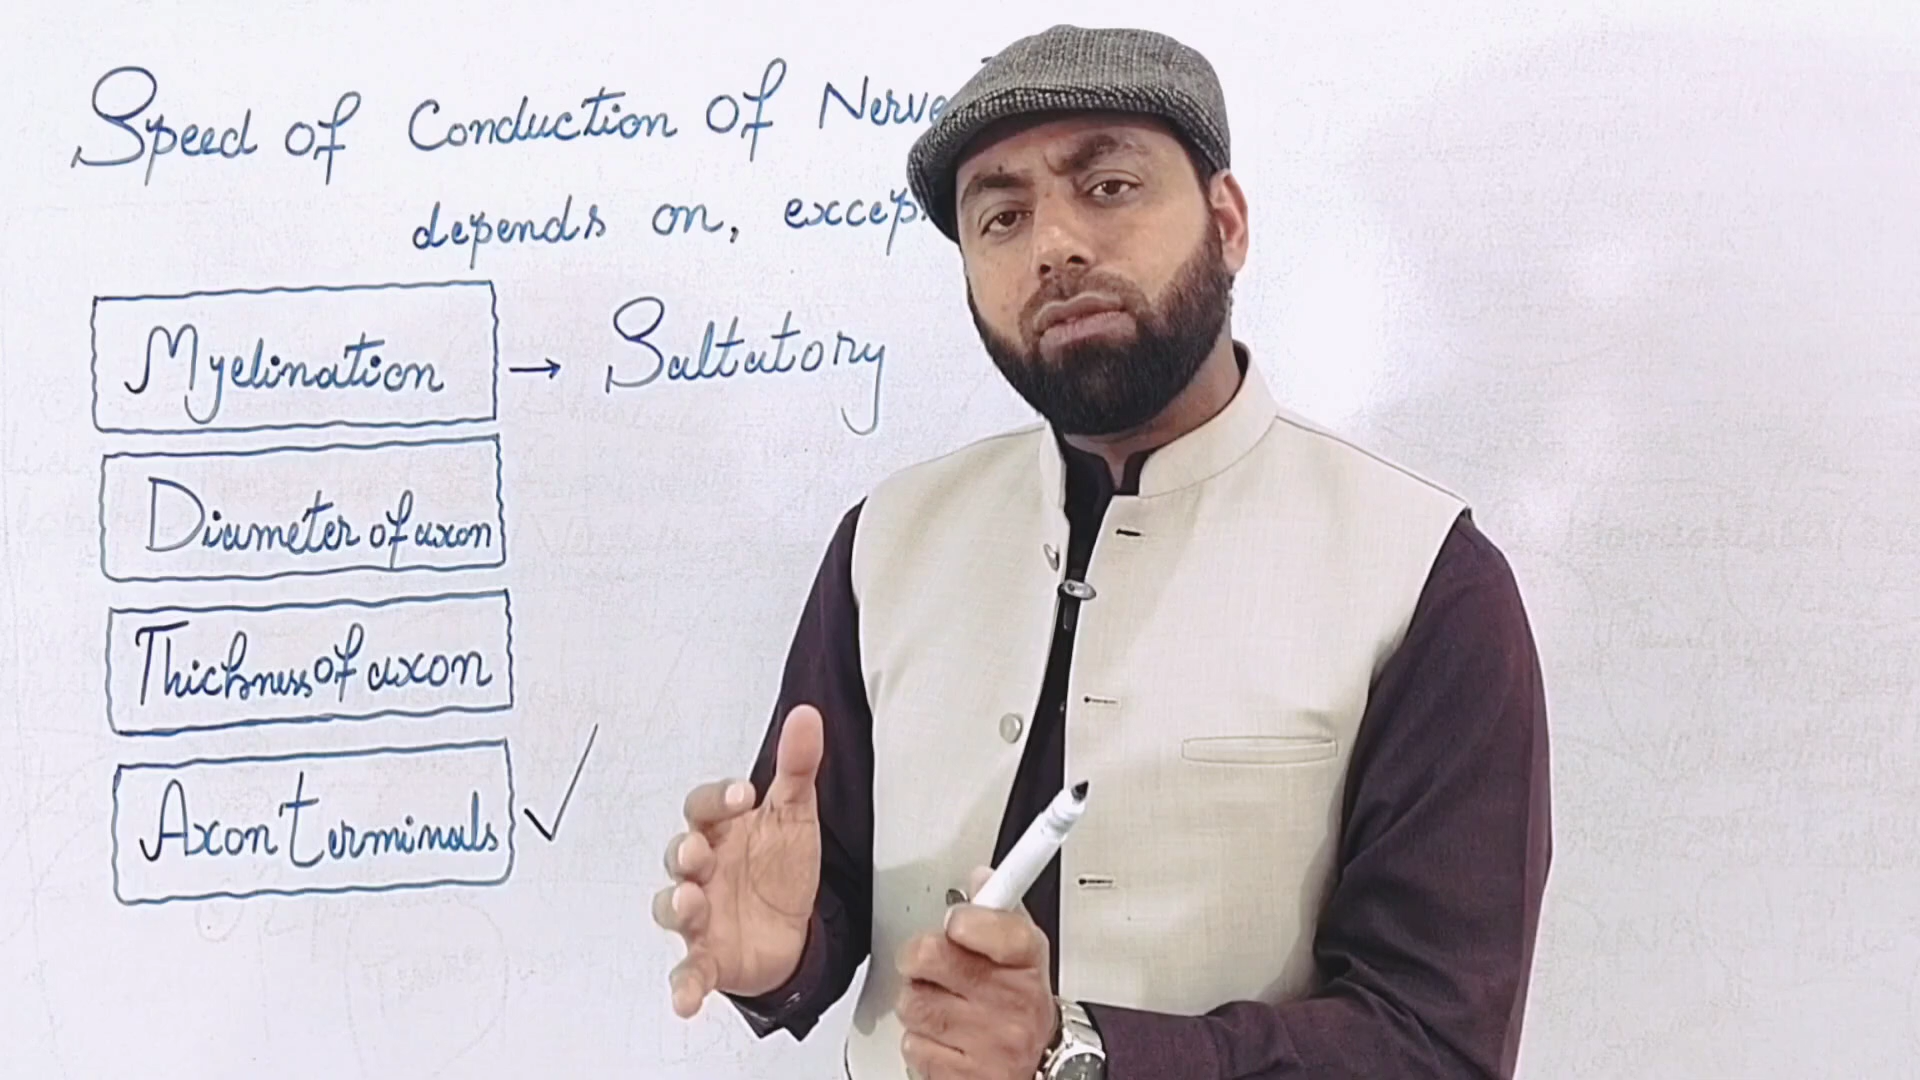 Speed of Conduction of Nerve
depends on, excep
Myelination → Saltatory
Diameter of axon
Thickness of axon
Axon terminals ✓